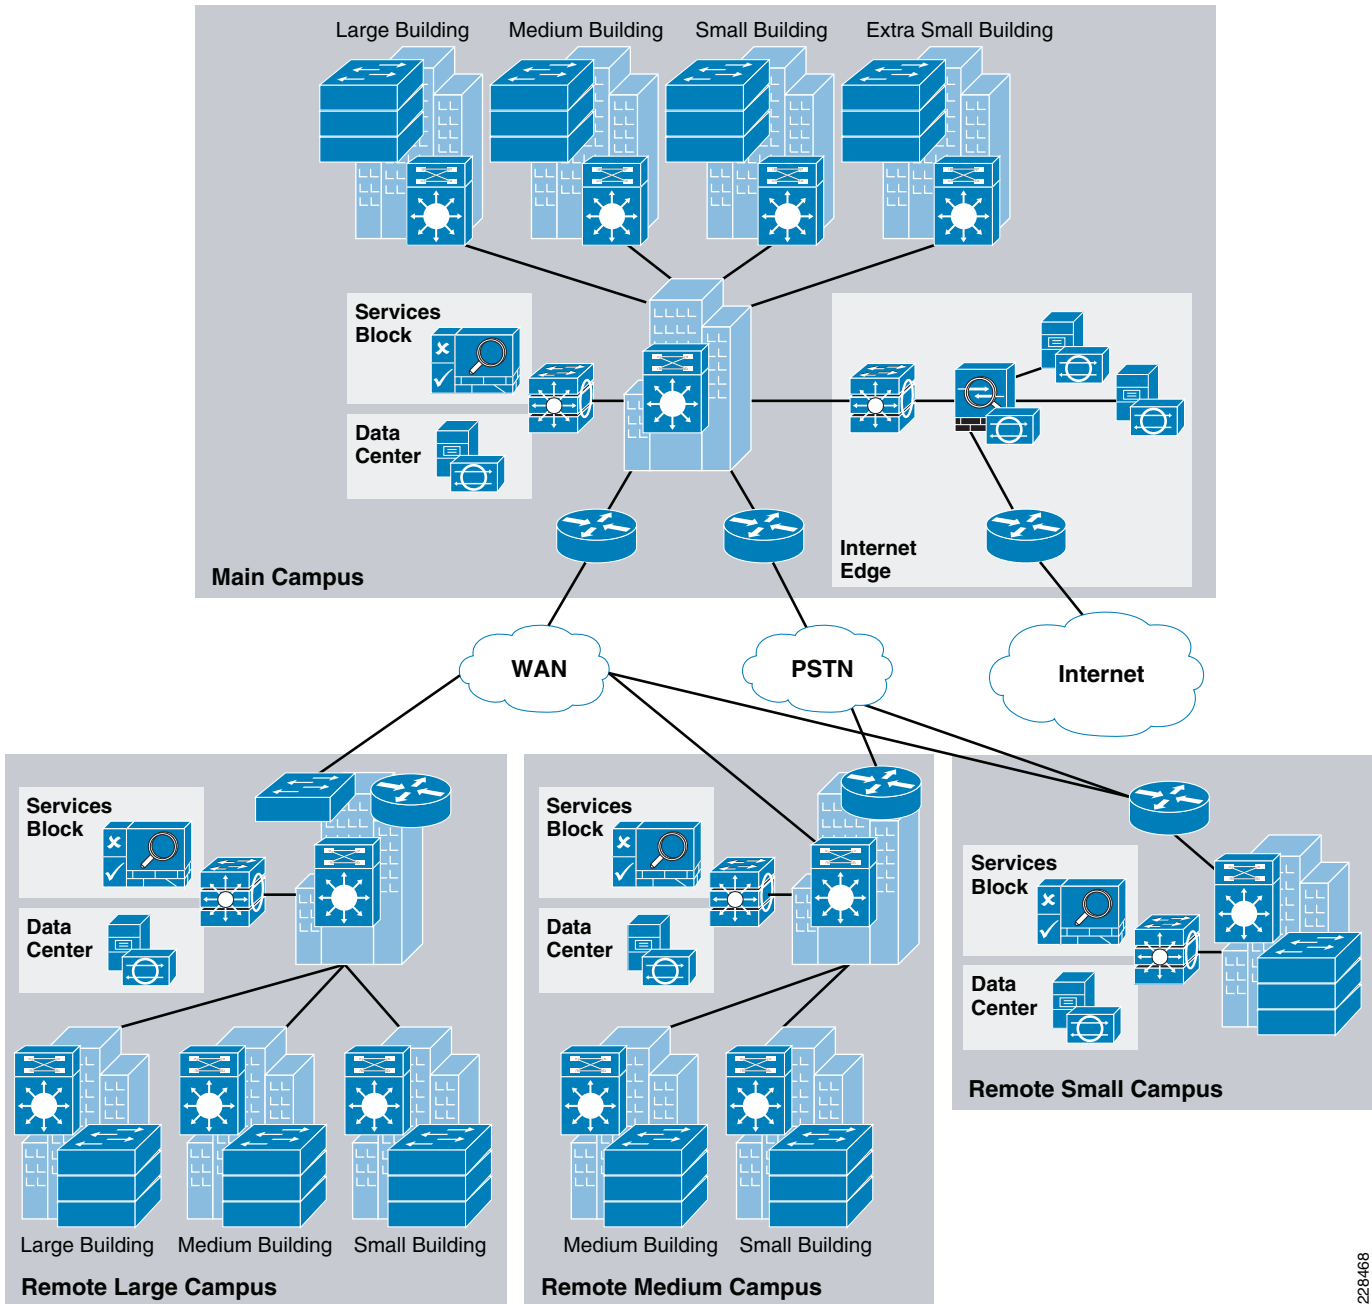 Large Building
Medium Building
Small Building
Extra Small Building
Services
Block
Data
Center
Internet
Edge
Main Campus
WAN
PSTN
Internet
Services
Block
Data
Center
Large Building
Medium Building
Small Building
Remote Large Campus
Services
Block
Data
Center
Medium Building
Small Building
Remote Medium Campus
Services
Block
Data
Center
Remote Small Campus
228468